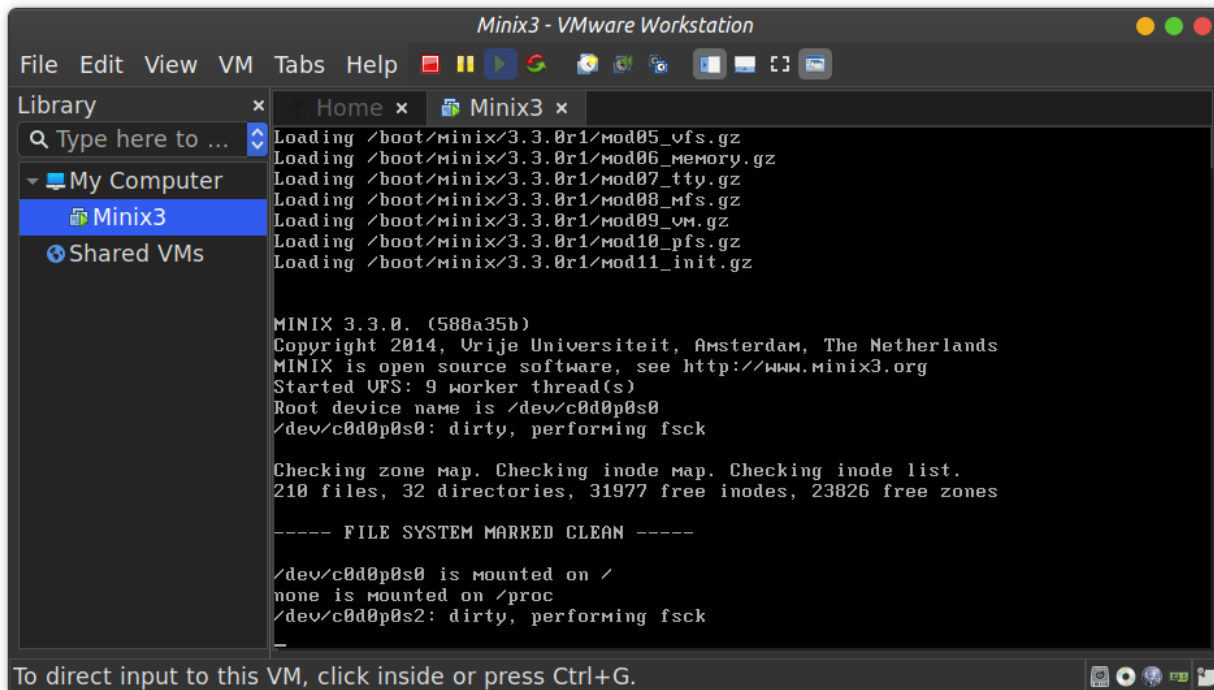 Minix3 - VMware Workstation
File Edit View VM Tabs Help
Library ×
Home × Minix3 ×
Type here to ...
My Computer
Minix3
Shared VMs
Loading /boot/minix/3.3.0r1/mod05_vfs.gz
Loading /boot/minix/3.3.0r1/mod06_memory.gz
Loading /boot/minix/3.3.0r1/mod07_tty.gz
Loading /boot/minix/3.3.0r1/mod08_mfs.gz
Loading /boot/minix/3.3.0r1/mod09_vm.gz
Loading /boot/minix/3.3.0r1/mod10_pfs.gz
Loading /boot/minix/3.3.0r1/mod11_init.gz
MINIX 3.3.0. (588a35b)
Copyright 2014, Vrije Universiteit, Amsterdam, The Netherlands
MINIX is open source software, see http://www.minix3.org
Started VFS: 9 worker thread(s)
Root device name is /dev/c0d0p0s0
/dev/c0d0p0s0: dirty, performing fsck
Checking zone map. Checking inode map. Checking inode list.
210 files, 32 directories, 31977 free inodes, 23826 free zones
----- FILE SYSTEM MARKED CLEAN -----
/dev/c0d0p0s0 is mounted on /
none is mounted on /proc
/dev/c0d0p0s2: dirty, performing fsck
To direct input to this VM, click inside or press Ctrl+G.